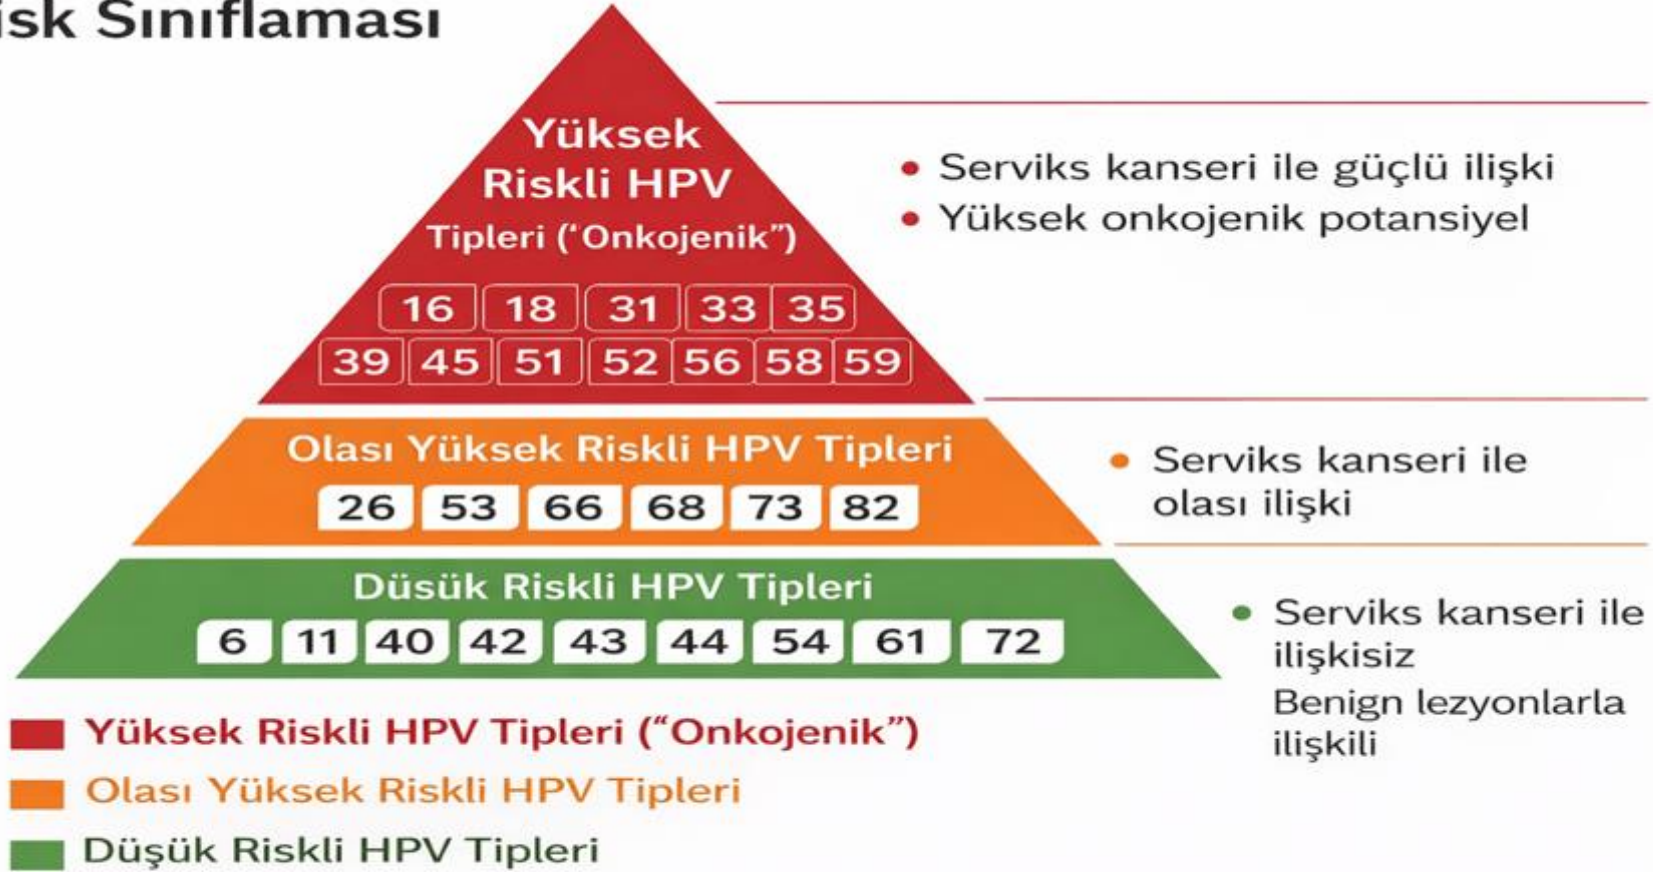 isk Sınıflaması
Yüksek
Riskli HPV
Tipleri (‘Onkojenik”)
16 18 31 33 35
39 45 51 52 56 58 59
• Serviks kanseri ile güçlü ilişki
• Yüksek onkojenik potansiyel
Olası Yüksek Riskli HPV Tipleri
26 53 66 68 73 82
• Serviks kanseri ile
olası ilişki
Düsük Riskli HPV Tipleri
6 11 40 42 43 44 54 61 72
• Serviks kanseri ile
ilişkisiz
Benign lezyonlarla
ilişkili
Yüksek Riskli HPV Tipleri (“Onkojenik”)
Olası Yüksek Riskli HPV Tipleri
Düşük Riskli HPV Tipleri